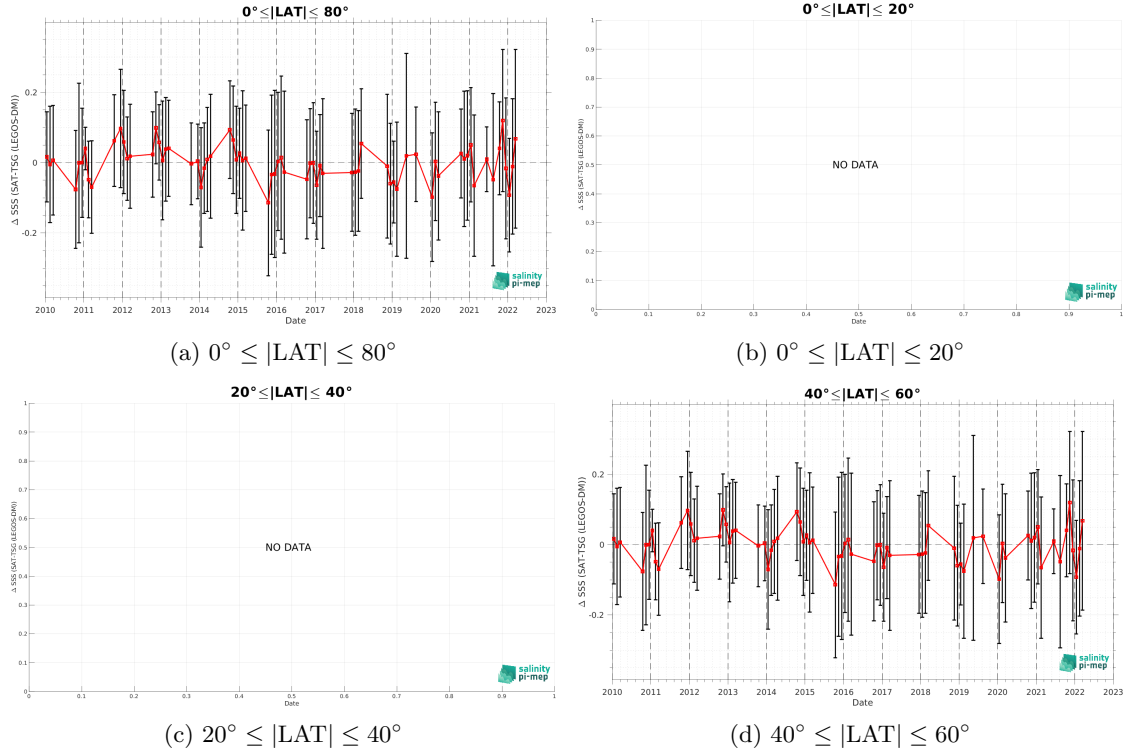 0°≤|LAT|≤ 80°
Δ SSS (SAT-TSG (LEGOS-DM))
0.2
0
-0.2
2010 2011 2012 2013 2014 2015 2016 2017 2018 2019 2020 2021 2022 2023
Date
salinity
pi-mep
(a) 0° ≤ |LAT| ≤ 80°
0°≤|LAT|≤ 20°
Δ SSS (SAT-TSG (LEGOS-DM))
1
0.9
0.8
0.7
0.6
0.5
0.4
0.3
0.2
0.1
0
NO DATA
0 0.1 0.2 0.3 0.4 0.5 0.6 0.7 0.8 0.9 1
Date
salinity
pi-mep
(b) 0° ≤ |LAT| ≤ 20°
20°≤|LAT|≤ 40°
Δ SSS (SAT-TSG (LEGOS-DM))
1
0.9
0.8
0.7
0.6
0.5
0.4
0.3
0.2
0.1
0
NO DATA
0 0.1 0.2 0.3 0.4 0.5 0.6 0.7 0.8 0.9 1
Date
salinity
pi-mep
(c) 20° ≤ |LAT| ≤ 40°
40°≤|LAT|≤ 60°
Δ SSS (SAT-TSG (LEGOS-DM))
0.2
0
-0.2
2010 2011 2012 2013 2014 2015 2016 2017 2018 2019 2020 2021 2022 2023
Date
salinity
pi-mep
(d) 40° ≤ |LAT| ≤ 60°